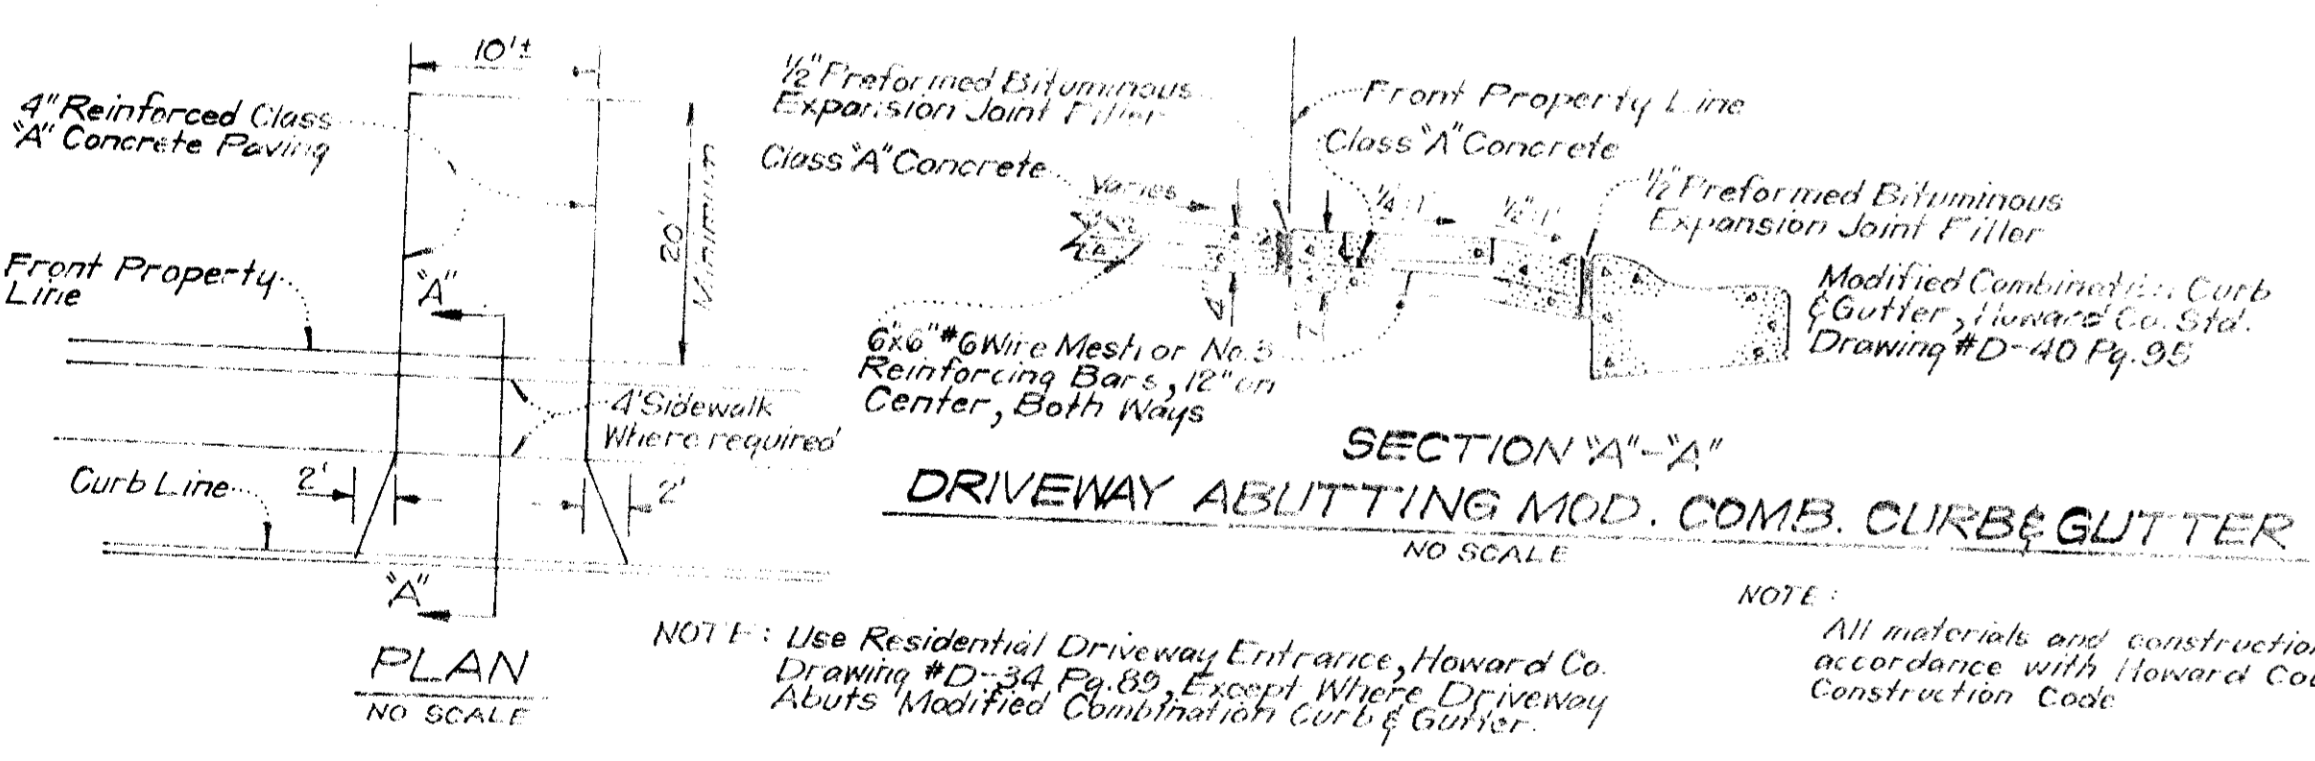 10'±
4" Reinforced Class
"A" Concrete Paving
20'
Minimum
Front Property
Line
"A"
4' Sidewalk
Where required
Curb Line
2'
2'
"A"
PLAN
NO SCALE
1/2" Preformed Bituminous
Expansion Joint Filler
Class "A" Concrete
Front Property Line
Class "A" Concrete
Varies
1/4":1'
1/2":1'
1/2" Preformed Bituminous
Expansion Joint Filler
4"
7"
Modified Combination Curb
& Gutter, Howard Co. Std.
Drawing #D-40 Pg. 95
6"x6" #6 Wire Mesh or No. 3
Reinforcing Bars, 12" on
Center, Both Ways
SECTION "A"-"A"
DRIVEWAY ABUTTING MOD. COMB. CURB & GUTTER
NO SCALE
NOTE: Use Residential Driveway Entrance, Howard Co.
Drawing #D-34 Pg. 89, Except Where Driveway
Abuts Modified Combination Curb & Gutter.
NOTE:
All materials and construction
accordance with Howard Cou
Construction Code